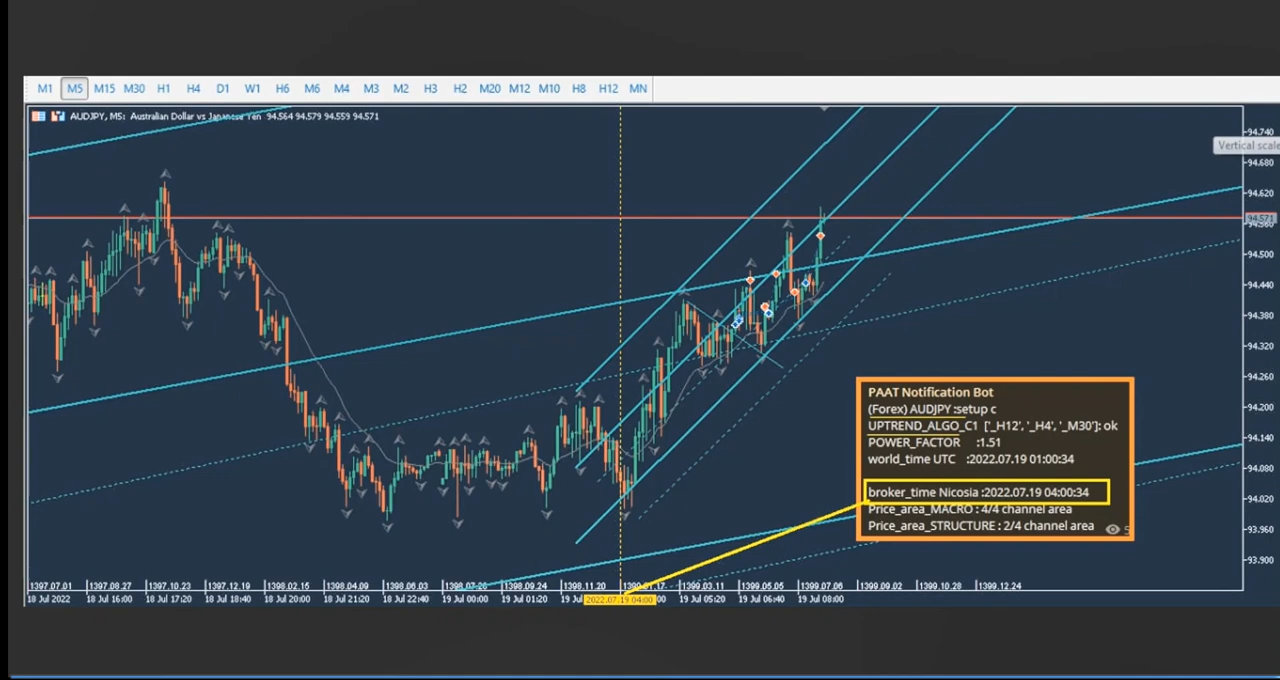 M1 M5 M15 M30 H1 H4 D1 W1 H6 M6 M4 M3 M2 H3 H2 M20 M12 M10 H8 H12 MN
AUDJPY, M5: Australian Dollar vs Japanese Yen 94.564 94.579 94.559 94.571
94.740
Vertical scale
94.680
94.620
94.571
94.560
94.500
94.440
94.380
94.320
94.260
94.200
94.140
94.080
94.020
93.960
93.900
PAAT Notification Bot
(Forex) AUDJPY :setup c
UPTREND_ALGO_C1 ['_H12', '_H4', '_M30']: ok
POWER_FACTOR :1.51
world_time UTC :2022.07.19 01:00:34
broker_time Nicosia :2022.07.19 04:00:34
Price_area_MACRO : 4/4 channel area
Price_area_STRUCTURE : 2/4 channel area
1397.07.01 1397.08.27 1397.10.23 1397.12.19 1398.02.15 1398.04.09 1398.06.03 1398.07.28 1398.09.24 1398.11.20 1399.01.17 1399.03.11 1399.05.05 1399.07.06 1399.09.02 1399.10.28 1399.12.24
18 Jul 2022 18 Jul 16:00 18 Jul 17:20 18 Jul 18:40 18 Jul 20:00 18 Jul 21:20 18 Jul 22:40 19 Jul 00:00 19 Jul 01:20 19 Jul 2022.07.19 04:00 19 Jul 05:20 19 Jul 06:40 19 Jul 08:00